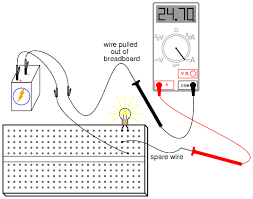 24.70
wire pulled
out of
breadboard
V
A
V Ω
A
COM
spare wire